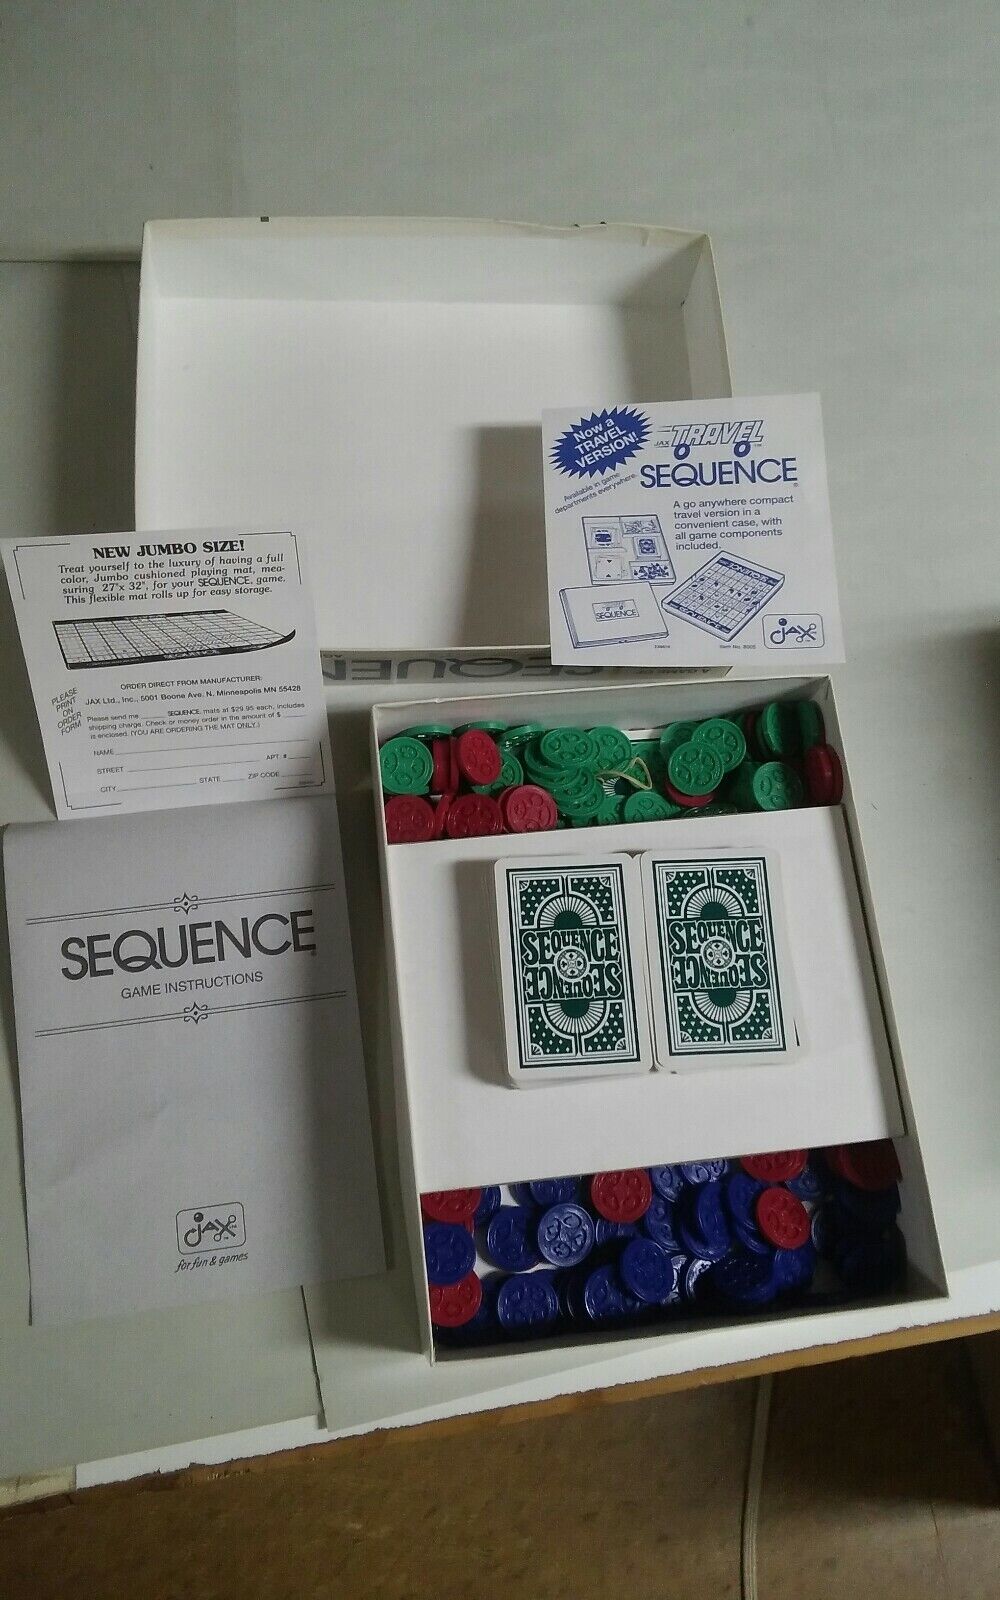 Now a
TRAVEL
VERSION!
JAX TRAVEL™
SEQUENCE®
Available in game
departments everywhere.
A go anywhere compact
travel version in a
convenient case, with
all game components
included.
SEQUENCE
JAX
Item No. 8005
NEW JUMBO SIZE!
Treat yourself to the luxury of having a full
color, Jumbo cushioned playing mat, mea-
suring 27"x 32", for your SEQUENCE® game.
This flexible mat rolls up for easy storage.
PLEASE
PRINT
ON
ORDER
FORM
ORDER DIRECT FROM MANUFACTURER:
JAX Ltd., Inc., 5001 Boone Ave. N, Minneapolis MN 55428
Please send me ___ SEQUENCE® mats at $29.95 each, includes
shipping charge. Check or money order in the amount of $ ___
is enclosed. (YOU ARE ORDERING THE MAT ONLY.)
NAME
STREET APT. #
CITY STATE ZIP CODE
SEQUENCE
SEQUENCE®
GAME INSTRUCTIONS
JAX LTD.™
for fun & games
SEQUENCE
SEQUENCE
SEQUENCE
SEQUENCE